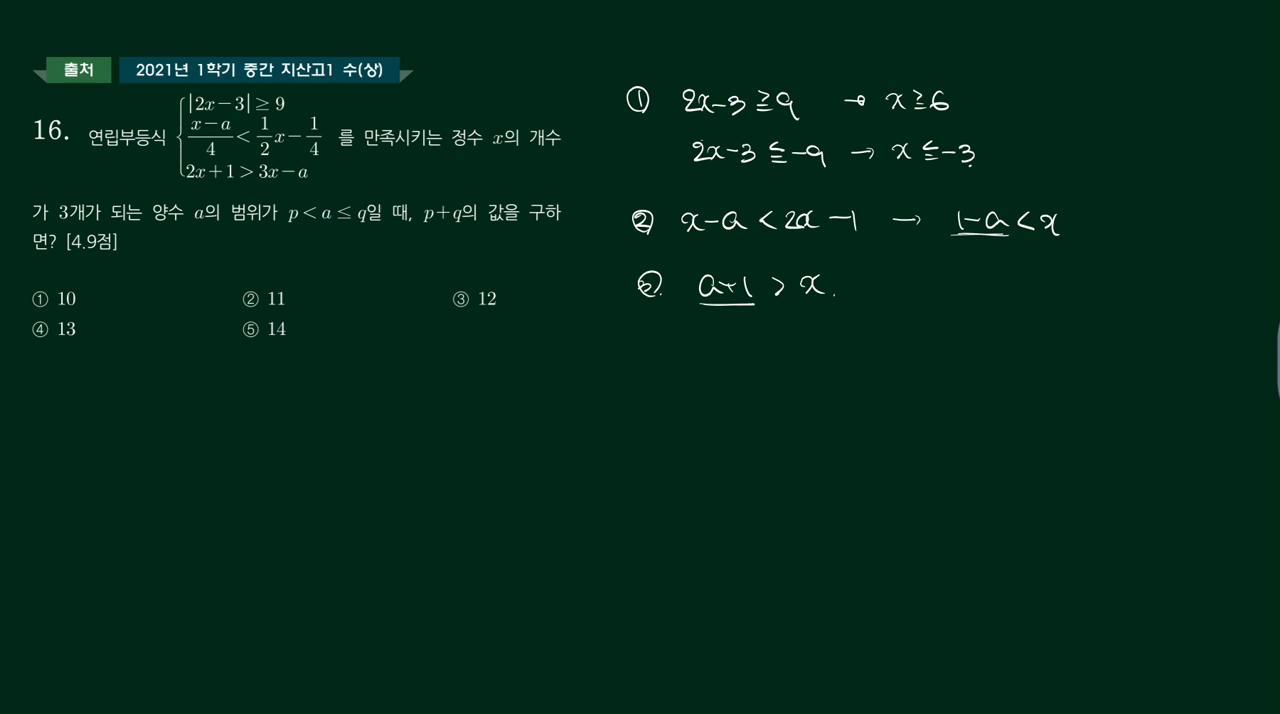 출처 2021년 1학기 중간 지산고1 수(상)
16. 연립부등식 { |2x-3| ≥ 9
(x-a)/4 < (1/2)x - 1/4 를 만족시키는 정수 x의 개수
2x+1 > 3x-a
가 3개가 되는 양수 a의 범위가 p < a ≤ q일 때, p+q의 값을 구하
면? [4.9점]
① 10 ② 11 ③ 12
④ 13 ⑤ 14
① 2x-3 ≥ 9 → x ≥ 6
2x-3 ≤ -9 → x ≤ -3
② x-a < 2x-1 → 1-a < x
③ a+1 > x.